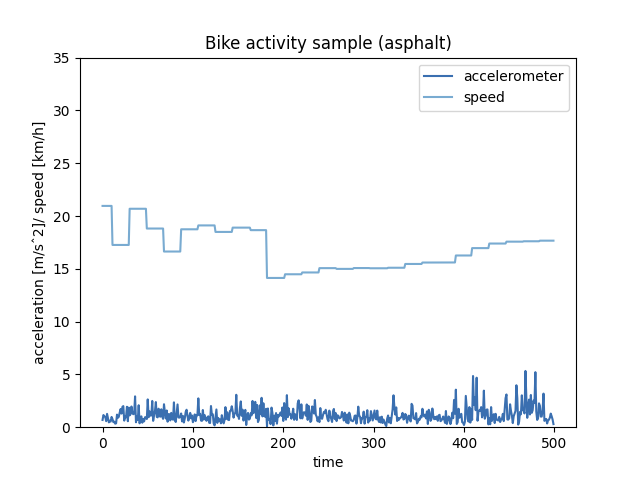 Bike activity sample (asphalt)
accelerometer
speed
35
30
25
20
15
10
5
0
acceleration [m/s^2]/ speed [km/h]
0 100 200 300 400 500
time